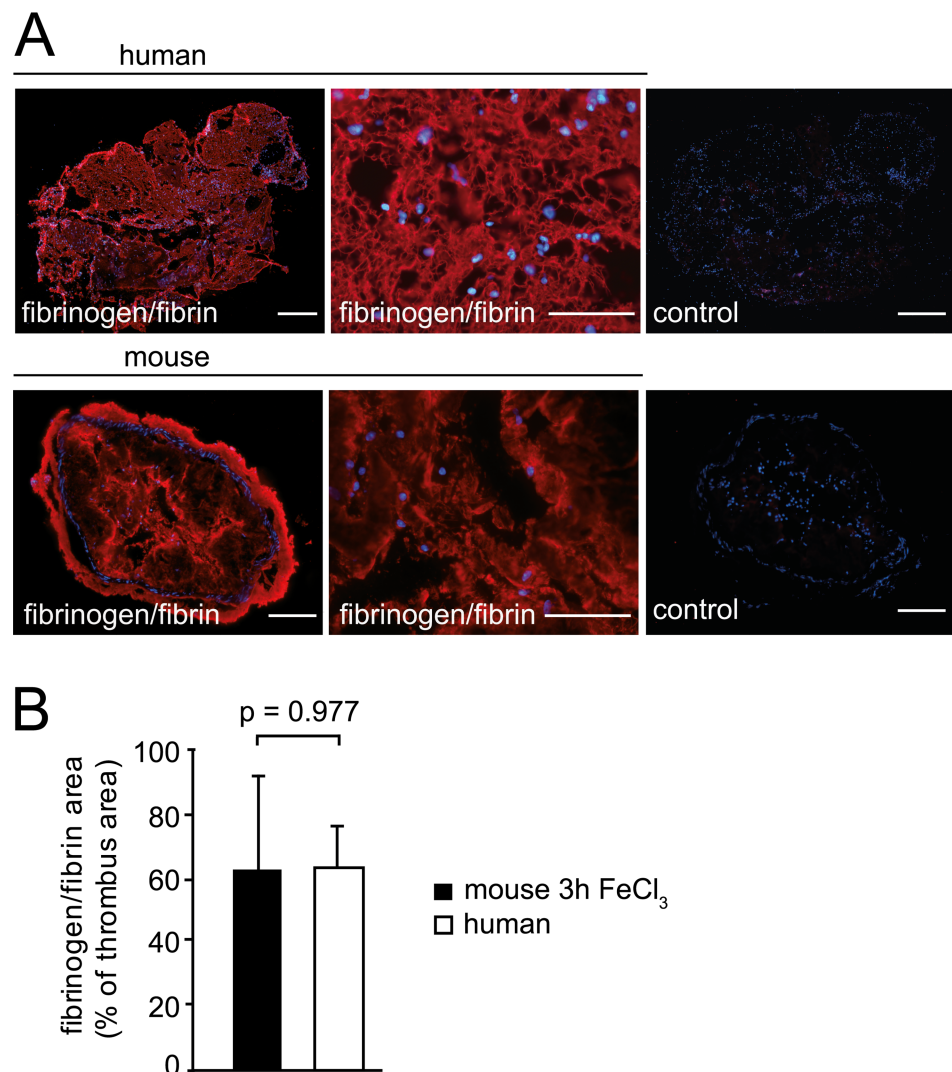 A
human
fibrinogen/fibrin
fibrinogen/fibrin
control
mouse
fibrinogen/fibrin
fibrinogen/fibrin
control
B
p = 0.977
fibrinogen/fibrin area
(% of thrombus area)
100
80
60
40
20
0
mouse 3h FeCl₃
human